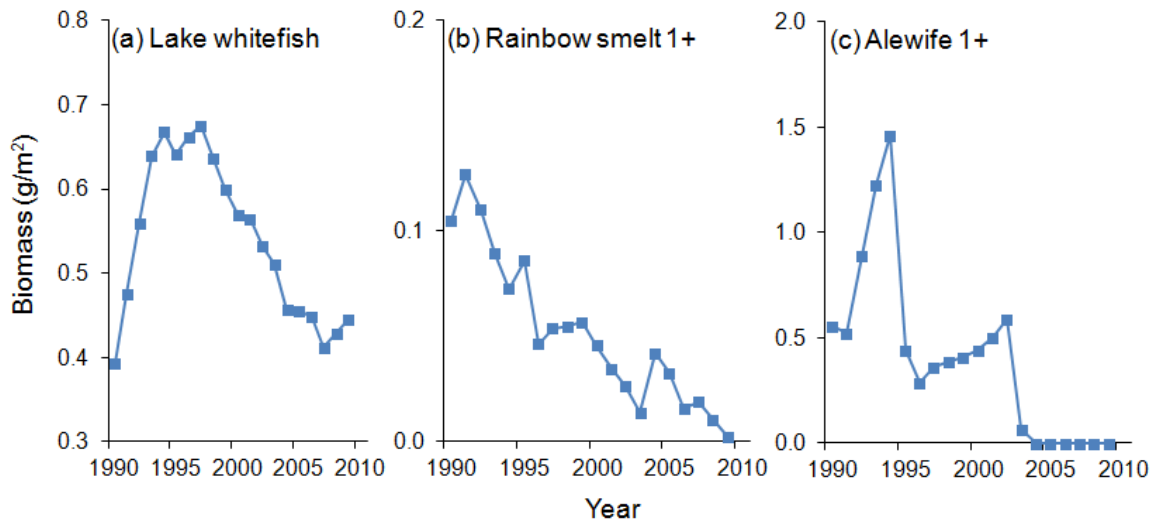 (a) Lake whitefish
(b) Rainbow smelt 1+
(c) Alewife 1+
Biomass (g/m²)
0.8
0.7
0.6
0.5
0.4
0.3
1990 1995 2000 2005 2010
0.2
0.1
0.0
1990 1995 2000 2005 2010
2.0
1.5
1.0
0.5
0.0
1990 1995 2000 2005 2010
Year